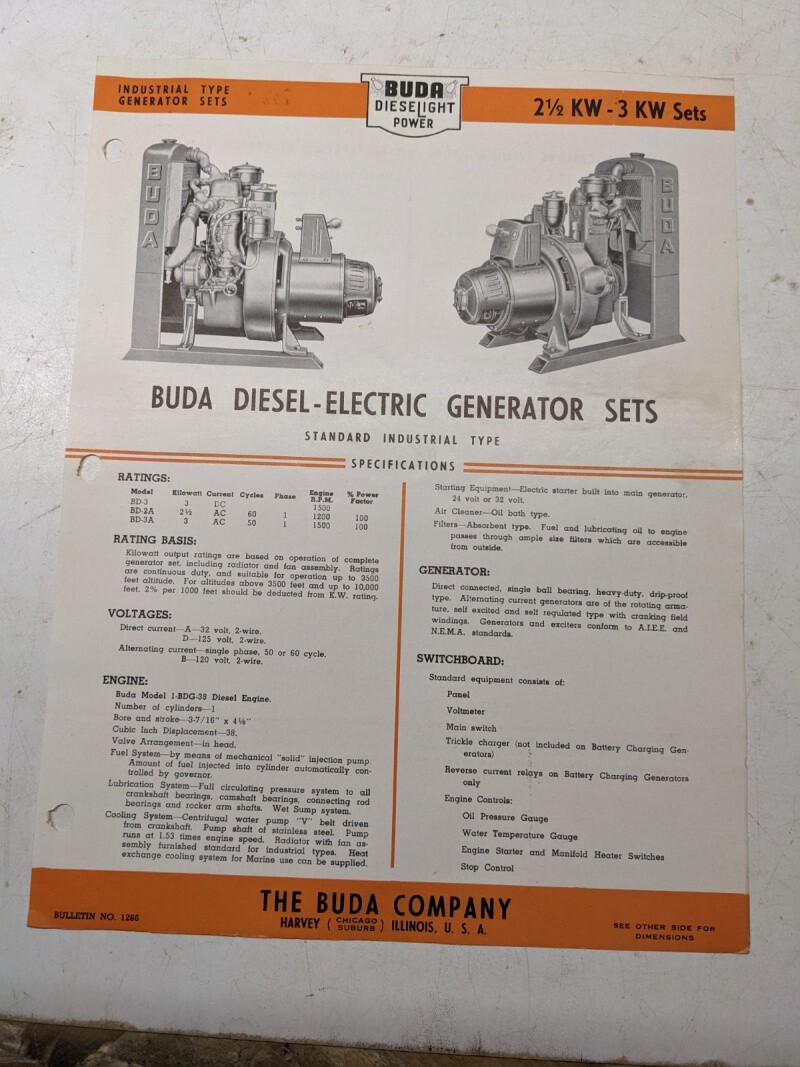 INDUSTRIAL TYPE
GENERATOR SETS
BUDA
DIESELIGHT
POWER
2½ KW - 3 KW Sets
BUDA
BUDA
BUDA DIESEL-ELECTRIC GENERATOR SETS
STANDARD INDUSTRIAL TYPE
SPECIFICATIONS
RATINGS:
Model Kilowatt Current Cycles Phase Engine R.P.M. % Power Factor
BD-3 3 DC 1500
BD-2A 2½ AC 60 1 1200 100
BD-3A 3 AC 50 1 1500 100
RATING BASIS:
Kilowatt output ratings are based on operation of complete
generator set, including radiator and fan assembly. Ratings
are continuous duty, and suitable for operation up to 3500
feet altitude. For altitudes above 3500 feet and up to 10,000
feet, 2% per 1000 feet should be deducted from K.W. rating.
VOLTAGES:
Direct current—A—32 volt, 2-wire.
D—125 volt, 2-wire.
Alternating current—single phase, 50 or 60 cycle.
B—120 volt, 2-wire.
ENGINE:
Buda Model 1-BDG-38 Diesel Engine.
Number of cylinders—1
Bore and stroke—3-7/16" x 4⅛"
Cubic Inch Displacement—38.
Valve Arrangement—in head.
Fuel System—by means of mechanical "solid" injection pump.
Amount of fuel injected into cylinder automatically con-
trolled by governor.
Lubrication System—Full circulating pressure system to all
crankshaft bearings, camshaft bearings, connecting rod
bearings and rocker arm shafts. Wet Sump system.
Cooling System—Centrifugal water pump "V" belt driven
from crankshaft. Pump shaft of stainless steel. Pump
runs at 1.53 times engine speed. Radiator with fan as-
sembly furnished standard for industrial types. Heat
exchange cooling system for Marine use can be supplied.
Starting Equipment—Electric starter built into main generator.
24 volt or 32 volt.
Air Cleaner—Oil bath type.
Filters—Absorbent type. Fuel and lubricating oil to engine
passes through ample size filters which are accessible
from outside.
GENERATOR:
Direct connected, single ball bearing, heavy-duty, drip-proof
type. Alternating current generators are of the rotating arma-
ture, self excited and self regulated type with cranking field
windings. Generators and exciters conform to A.I.E.E. and
N.E.M.A. standards.
SWITCHBOARD:
Standard equipment consists of:
Panel
Voltmeter
Main switch
Trickle charger (not included on Battery Charging Gen-
erators)
Reverse current relays on Battery Charging Generators
only
Engine Controls:
Oil Pressure Gauge
Water Temperature Gauge
Engine Starter and Manifold Heater Switches
Stop Control
BULLETIN NO. 1266
THE BUDA COMPANY
HARVEY ( CHICAGO SUBURB ) ILLINOIS, U. S. A.
SEE OTHER SIDE FOR
DIMENSIONS